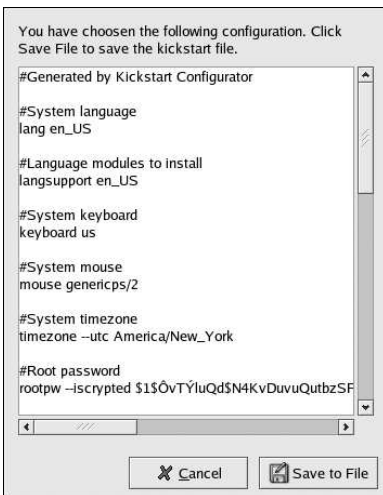 You have choosen the following configuration. Click
Save File to save the kickstart file.
#Generated by Kickstart Configurator
#System language
lang en_US
#Language modules to install
langsupport en_US
#System keyboard
keyboard us
#System mouse
mouse genericps/2
#System timezone
timezone --utc America/New_York
#Root password
rootpw --iscrypted $1$ÔvTÝluQd$N4KvDuvuQutbzSF
Cancel
Save to File